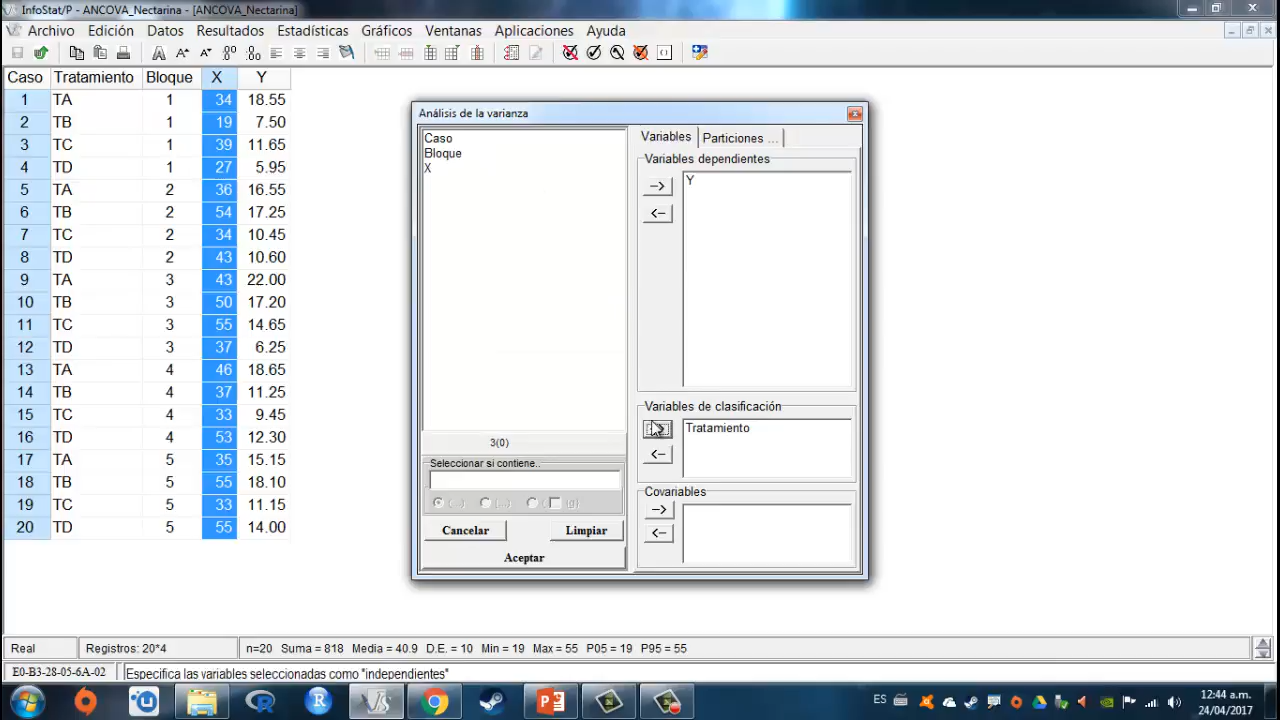 InfoStat/P - ANCOVA_Nectarina - [ANCOVA_Nectarina]
Archivo Edición Datos Resultados Estadísticas Gráficos Ventanas Aplicaciones Ayuda
Caso Tratamiento Bloque X Y
1 TA 1 34 18.55
2 TB 1 19 7.50
3 TC 1 39 11.65
4 TD 1 27 5.95
5 TA 2 36 16.55
6 TB 2 54 17.25
7 TC 2 34 10.45
8 TD 2 43 10.60
9 TA 3 43 22.00
10 TB 3 50 17.20
11 TC 3 55 14.65
12 TD 3 37 6.25
13 TA 4 46 18.65
14 TB 4 37 11.25
15 TC 4 33 9.45
16 TD 4 53 12.30
17 TA 5 35 15.15
18 TB 5 55 18.10
19 TC 5 33 11.15
20 TD 5 55 14.00
Análisis de la varianza
Caso
Bloque
X
3(0)
Seleccionar si contiene..
Cancelar Limpiar
Aceptar
Variables Particiones ...
Variables dependientes
Y
Variables de clasificación
Tratamiento
Covariables
Real Registros: 20*4 n=20 Suma = 818 Media = 40.9 D.E. = 10 Min = 19 Max = 55 P05 = 19 P95 = 55
E0-B3-28-05-6A-02 Especifica las variables seleccionadas como "independientes"
ES 12:44 a.m.
24/04/2017